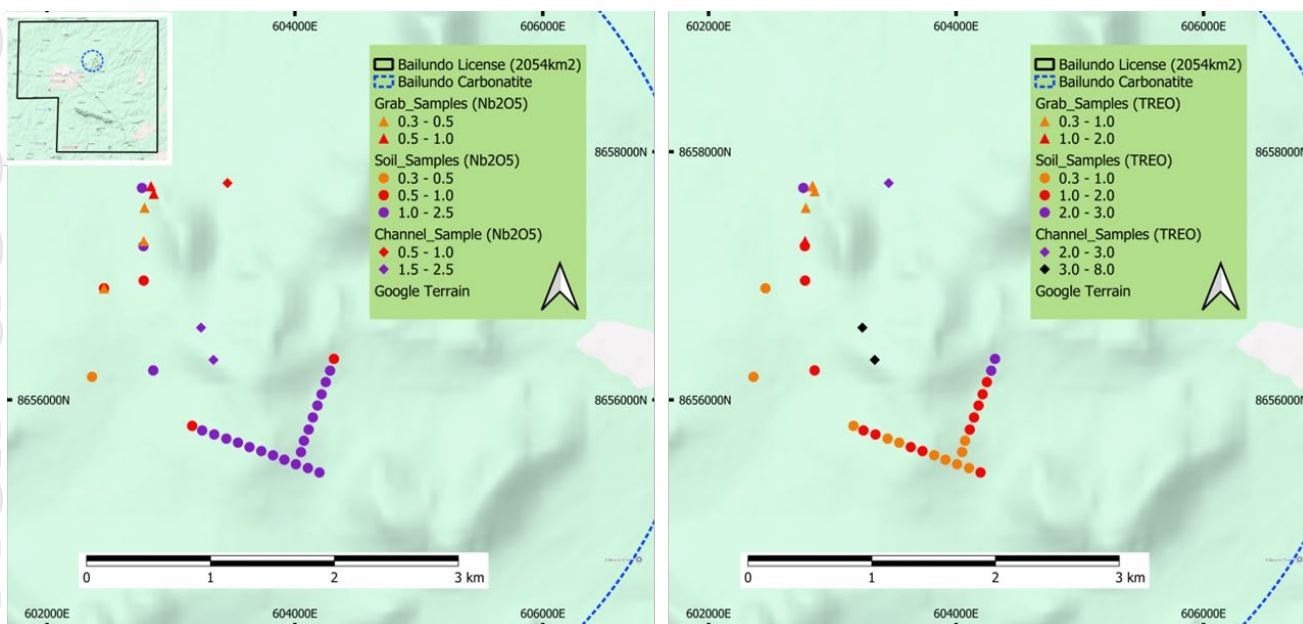 604000E
606000E
Bailundo License (2054km2)
Bailundo Carbonatite
Grab_Samples (Nb2O5)
0.3 - 0.5
0.5 - 1.0
Soil_Samples (Nb2O5)
0.3 - 0.5
0.5 - 1.0
1.0 - 2.5
Channel_Sample (Nb2O5)
0.5 - 1.0
1.5 - 2.5
Google Terrain
8656000N
0
1
2
3 km
602000E
604000E
606000E
602000E
604000E
606000E
Bailundo License (2054km2)
Bailundo Carbonatite
Grab_Samples (TREO)
0.3 - 1.0
1.0 - 2.0
Soil_Samples (TREO)
0.3 - 1.0
1.0 - 2.0
2.0 - 3.0
Channel_Samples (TREO)
2.0 - 3.0
3.0 - 8.0
Google Terrain
8658000N
8656000N
0
1
2
3 km
602000E
604000E
606000E